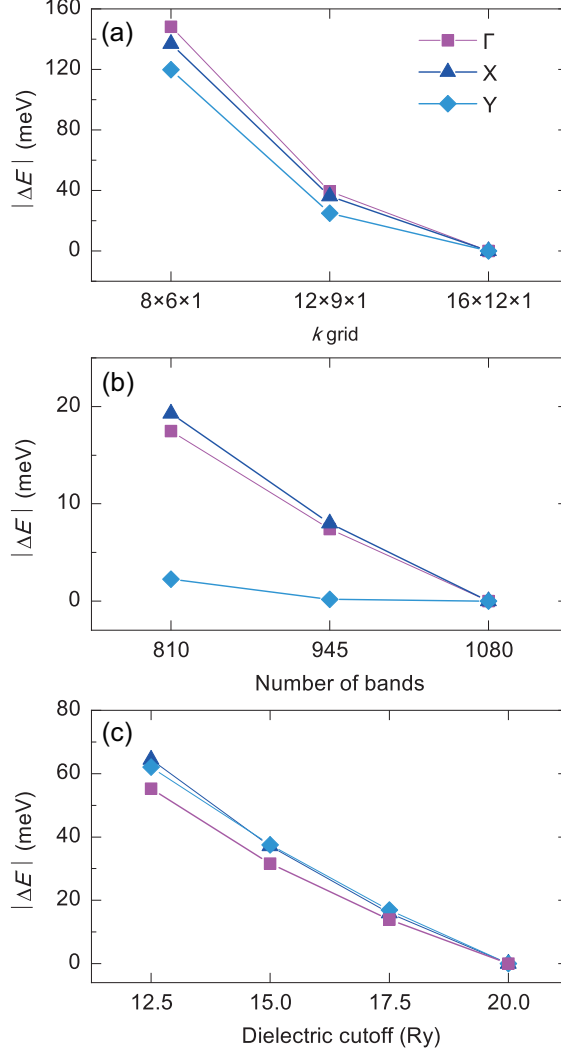 (a)
Γ
X
Y
160
120
80
40
0
|ΔE| (meV)
8×6×1
12×9×1
16×12×1
k grid
(b)
20
10
0
|ΔE| (meV)
810
945
1080
Number of bands
(c)
80
60
40
20
0
|ΔE| (meV)
12.5
15.0
17.5
20.0
Dielectric cutoff (Ry)